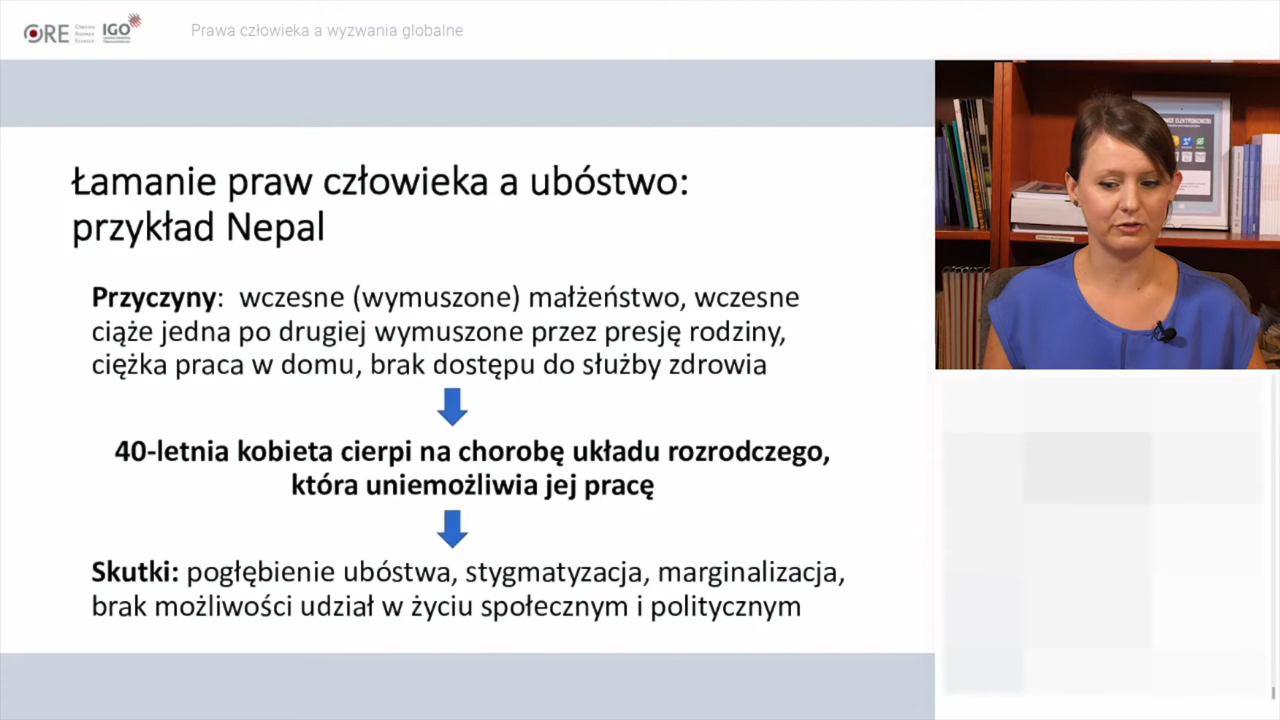 ORE
IGO
Prawa człowieka a wyzwania globalne
Łamanie praw człowieka a ubóstwo:
przykład Nepal
Przyczyny: wczesne (wymuszone) małżeństwo, wczesne
ciąże jedna po drugiej wymuszone przez presję rodziny,
ciężka praca w domu, brak dostępu do służby zdrowia
40-letnia kobieta cierpi na chorobę układu rozrodczego,
która uniemożliwia jej pracę
Skutki: pogłębienie ubóstwa, stygmatyzacja, marginalizacja,
brak możliwości udział w życiu społecznym i politycznym